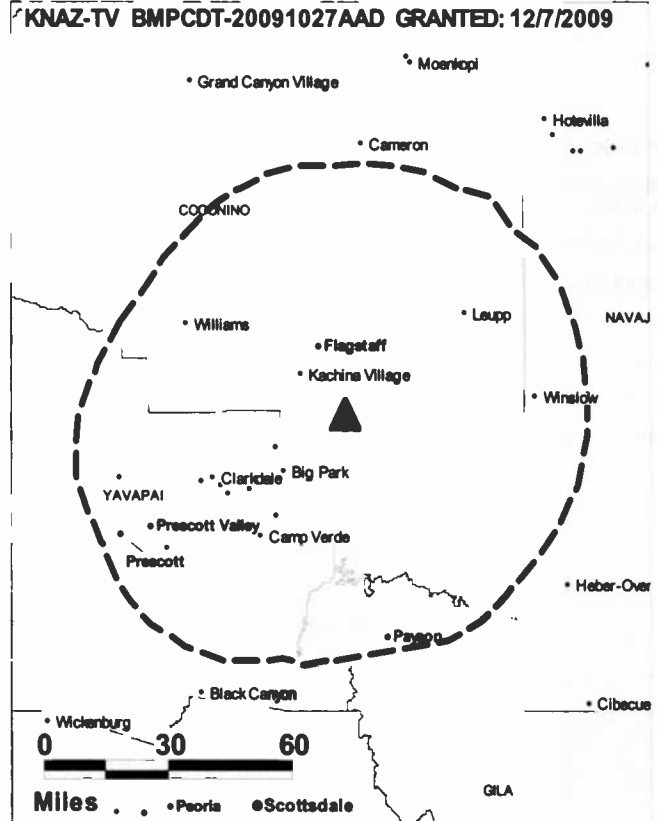 KNAZ-TV BMPCDT-20091027AAD GRANTED: 12/7/2009
Moenkopi
Grand Canyon Village
Hotevilla
Cameron
COCONINO
Leupp
NAVAJ
Williams
Flagstaff
Kachina Village
Winslow
Big Park
Clarkdale
YAVAPAI
Prescott Valley
Camp Verde
Prescott
Heber-Over
Payson
Black Canyon
Cibecue
Wickenburg
0 30 60
GILA
Miles
Peoria
Scottsdale